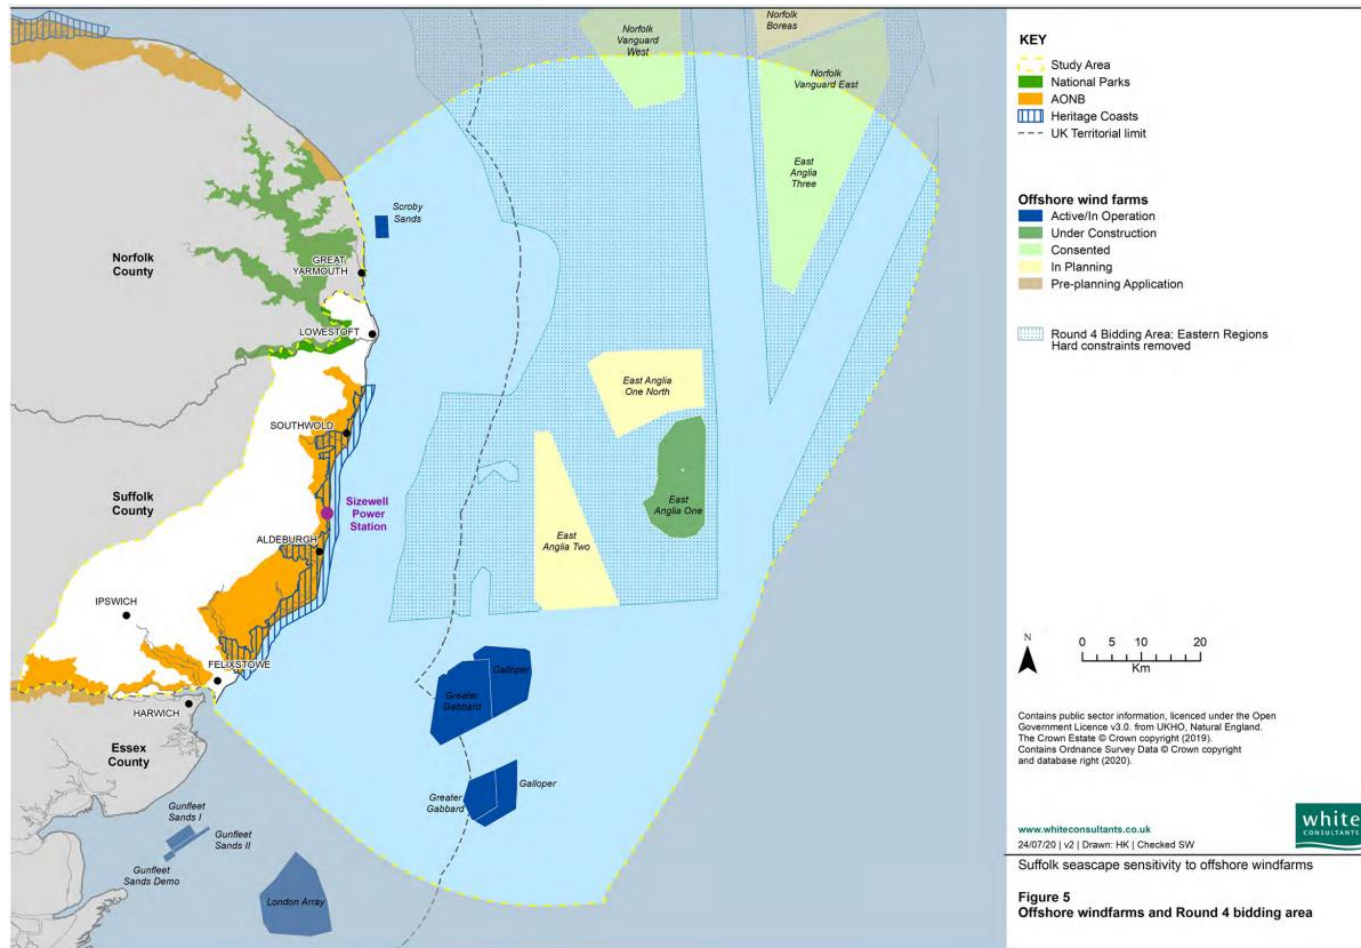 Norfolk
Boreas
Norfolk
Vanguard
West
Norfolk
Vanguard East
East
Anglia
Three
Scroby
Sands
Norfolk
County
GREAT
YARMOUTH
LOWESTOFT
East Anglia
One North
SOUTHWOLD
Suffolk
County
Sizewell
Power
Station
East
Anglia One
ALDEBURGH
East
Anglia Two
IPSWICH
FELIXSTOWE
Galloper
Greater
Gabbard
HARWICH
Essex
County
Greater
Gabbard
Galloper
Gunfleet
Sands I
Gunfleet
Sands II
Gunfleet
Sands Demo
London Array
KEY
Study Area
National Parks
AONB
Heritage Coasts
UK Territorial limit
Offshore wind farms
Active/In Operation
Under Construction
Consented
In Planning
Pre-planning Application
Round 4 Bidding Area: Eastern Regions
Hard constraints removed
N
0 5 10 20
Km
Contains public sector information, licenced under the Open
Government Licence v3.0. from UKHO, Natural England.
The Crown Estate © Crown copyright (2019).
Contains Ordnance Survey Data © Crown copyright
and database right (2020).
www.whiteconsultants.co.uk
24/07/20 | v2 | Drawn: HK | Checked SW
white
CONSULTANTS
Suffolk seascape sensitivity to offshore windfarms
Figure 5
Offshore windfarms and Round 4 bidding area